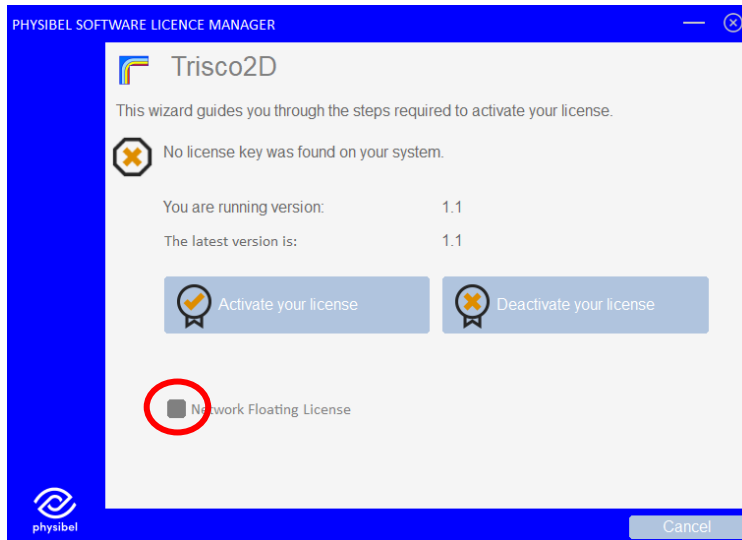 PHYSIBEL SOFTWARE LICENCE MANAGER
Trisco2D
This wizard guides you through the steps required to activate your license.
No license key was found on your system.
You are running version: 1.1
The latest version is: 1.1
Activate your license Deactivate your license
Network Floating License
physibel
Cancel